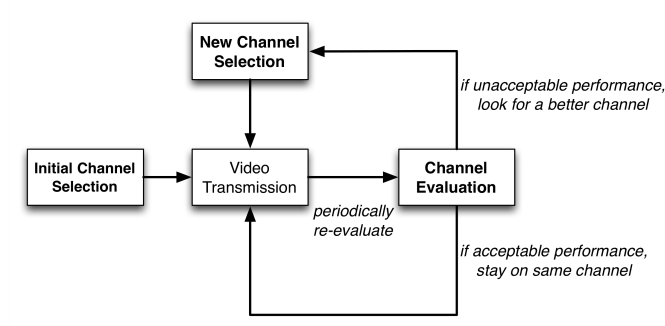 New Channel
Selection
if unacceptable performance,
look for a better channel
Initial Channel
Selection
Video
Transmission
periodically
re-evaluate
Channel
Evaluation
if acceptable performance,
stay on same channel